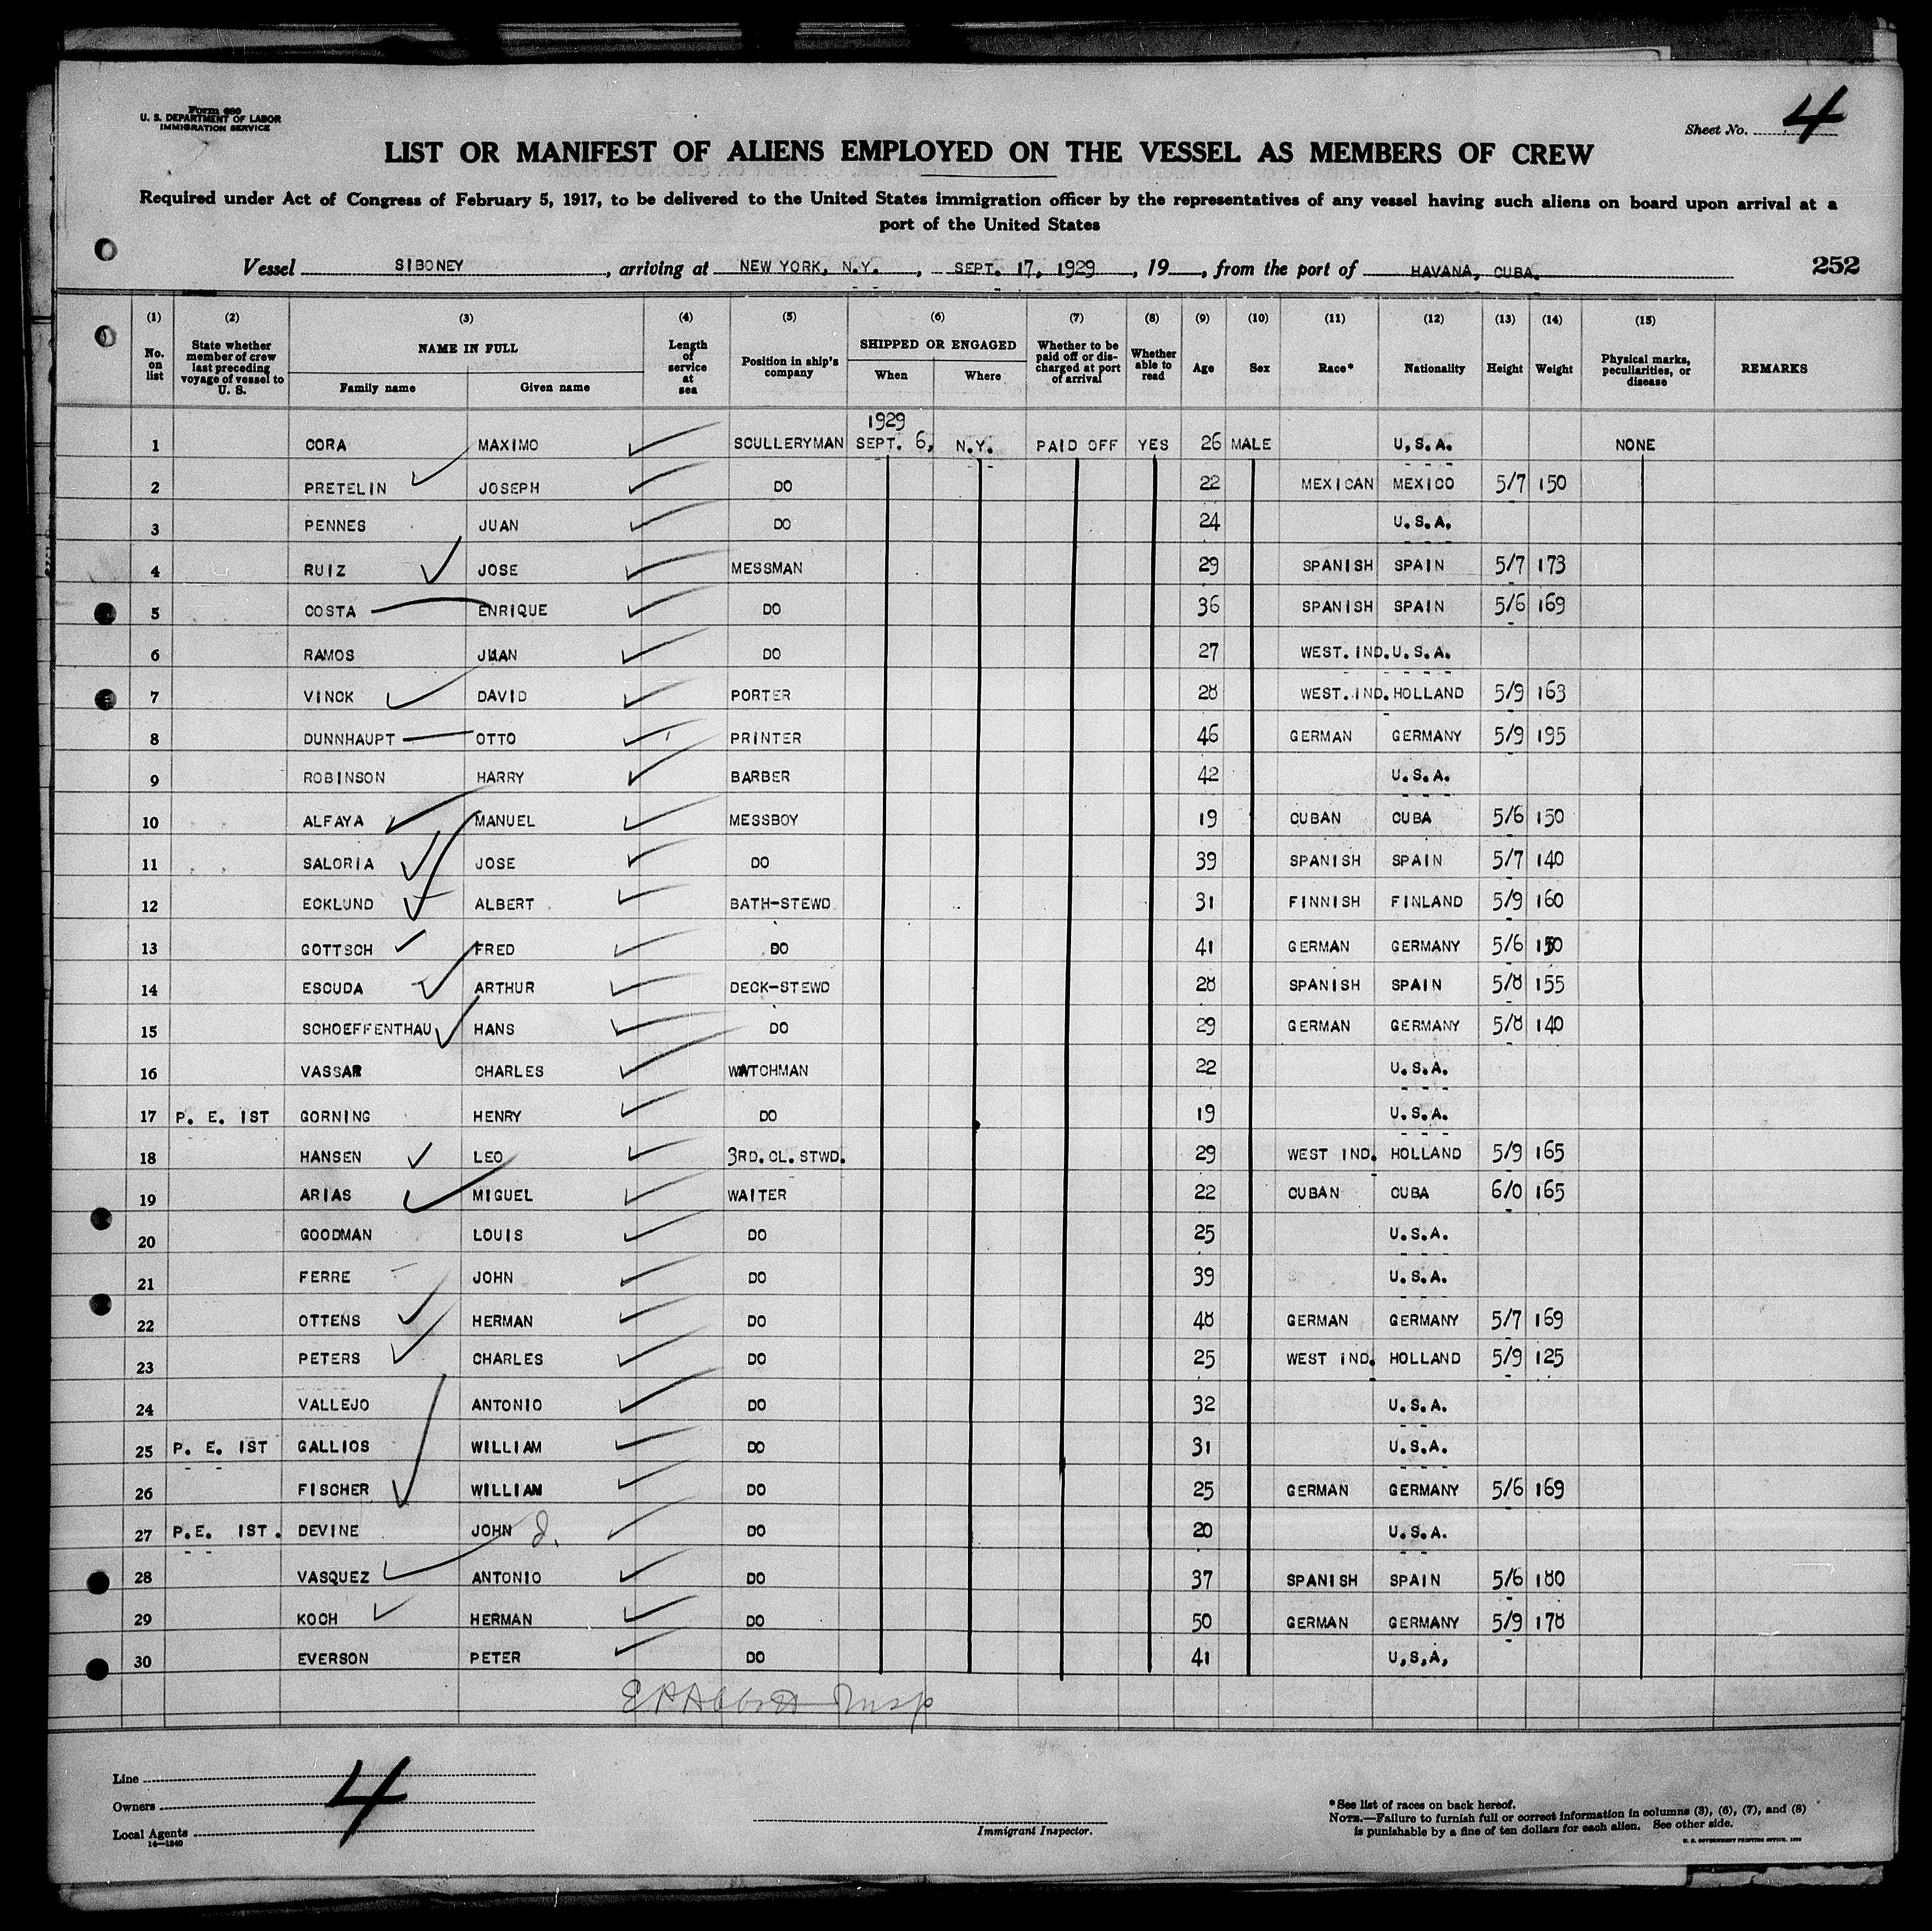 Form 680
U. S. DEPARTMENT OF LABOR
IMMIGRATION SERVICE
Sheet No. 4
LIST OR MANIFEST OF ALIENS EMPLOYED ON THE VESSEL AS MEMBERS OF CREW
Required under Act of Congress of February 5, 1917, to be delivered to the United States immigration officer by the representatives of any vessel having such aliens on board upon arrival at a
port of the United States
Vessel SIBONEY, arriving at NEW YORK, N.Y., SEPT. 17, 1929, 19 , from the port of HAVANA, CUBA. 252
(1) No. on list
(2) State whether member of crew last preceding voyage of vessel to U. S.
(3) NAME IN FULL Family name Given name
(4) Length of service at sea
(5) Position in ship's company
(6) SHIPPED OR ENGAGED When Where
(7) Whether to be paid off or discharged at port of arrival
(8) Whether able to read
(9) Age
(10) Sex
(11) Race*
(12) Nationality
(13) Height
(14) Weight
(15) Physical marks, peculiarities, or disease
REMARKS
1929
1 CORA MAXIMO SCULLERYMAN SEPT. 6, N.Y. PAID OFF YES 26 MALE U,S.A. NONE
2 PRETELIN JOSEPH DO 22 MEXICAN MEXICO 5/7 150
3 PENNES JUAN DO 24 U.S.A.
4 RUIZ JOSE MESSMAN 29 SPANISH SPAIN 5/7 173
5 COSTA ENRIQUE DO 36 SPANISH SPAIN 5/6 169
6 RAMOS JUAN DO 27 WEST. IND. U.S.A.
7 VINCK DAVID PORTER 28 WEST. IND. HOLLAND 5/9 163
8 DUNNHAUPT OTTO PRINTER 46 GERMAN GERMANY 5/9 195
9 ROBINSON HARRY BARBER 42 U.S.A.
10 ALFAYA MANUEL MESSBOY 19 CUBAN CUBA 5/6 150
11 SALORIA JOSE DO 39 SPANISH SPAIN 5/7 140
12 ECKLUND ALBERT BATH-STEWD 31 FINNISH FINLAND 5/9 160
13 GOTTSCH FRED DO 41 GERMAN GERMANY 5/6 150
14 ESCUDA ARTHUR DECK-STEWD 28 SPANISH SPAIN 5/8 155
15 SCHOEFFENTHAU HANS DO 29 GERMAN GERMANY 5/8 140
16 VASSAR CHARLES WATCHMAN 22 U.S.A.
17 P. E. IST GORNING HENRY DO 19 U.S.A.
18 HANSEN LEO 3RD. CL. STWD. 29 WEST IND. HOLLAND 5/9 165
19 ARIAS MIGUEL WAITER 22 CUBAN CUBA 6/0 165
20 GOODMAN LOUIS DO 25 U.S.A.
21 FERRE JOHN DO 39 U.S.A.
22 OTTENS HERMAN DO 48 GERMAN GERMANY 5/7 169
23 PETERS CHARLES DO 25 WEST IND. HOLLAND 5/9 125
24 VALLEJO ANTONIO DO 32 U.S.A.
25 P. E. IST GALLIOS WILLIAM DO 31 U.S.A.
26 FISCHER WILLIAM DO 25 GERMAN GERMANY 5/6 169
27 P.E. IST. DEVINE JOHN DO 20 U.S.A.
28 VASQUEZ ANTONIO DO 37 SPANISH SPAIN 5/6 180
29 KOCH HERMAN DO 50 GERMAN GERMANY 5/9 178
30 EVERSON PETER DO 41 U,S,A,
Insp
Line
Owners
Local Agents
14—1240
4
Immigrant Inspector.
*See list of races on back hereof.
NOTE.—Failure to furnish full or correct information in columns (3), (6), (7), and (8)
is punishable by a fine of ten dollars for each alien. See other side.
U. S. GOVERNMENT PRINTING OFFICE